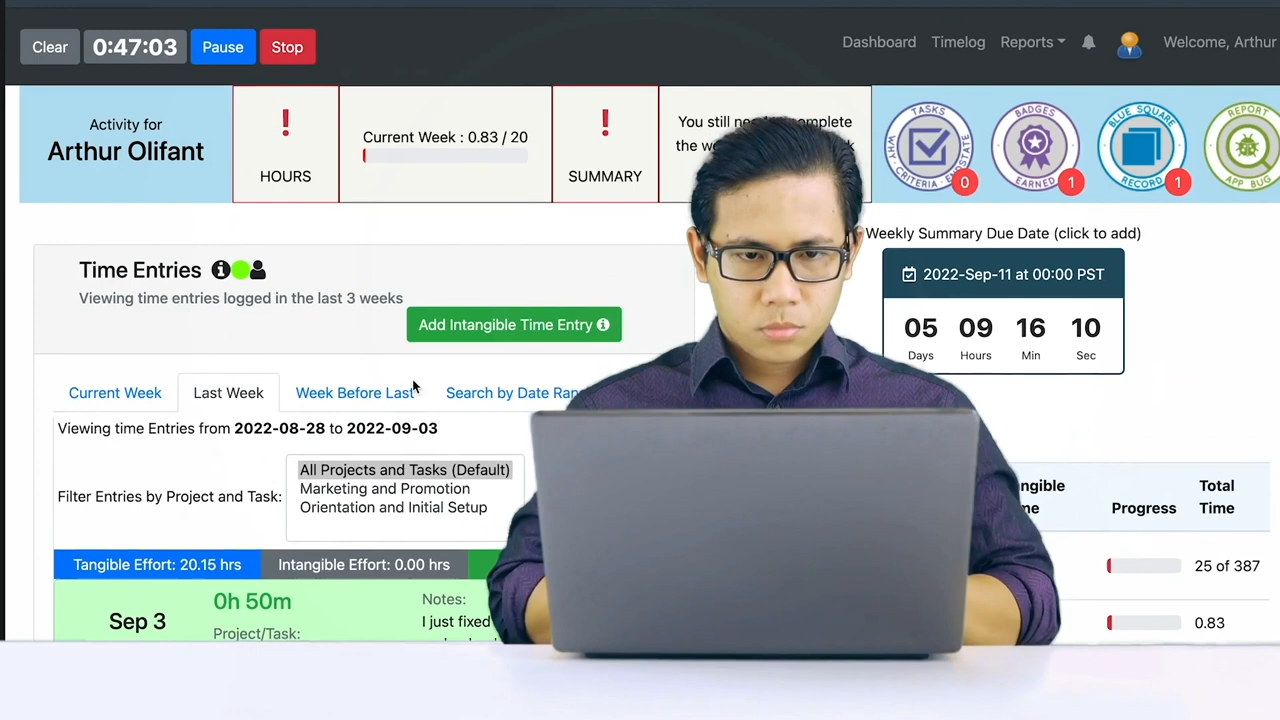 Clear
0:47:03
Pause
Stop
Dashboard
Timelog
Reports
Welcome, Arthur
Activity for
Arthur Olifant
!
HOURS
Current Week : 0.83 / 20
!
SUMMARY
You still complete
the
TASKS
WHY · CRITERIA · ENDSTATE
0
BADGES
EARNED
1
BLUE SQUARE
RECORD
1
REPORT
APP BUG
Weekly Summary Due Date (click to add)
2022-Sep-11 at 00:00 PST
05 09 16 10
Days Hours Min Sec
Time Entries
Viewing time entries logged in the last 3 weeks
Add Intangible Time Entry
Current Week
Last Week
Week Before Last
Search by Date Ran
Viewing time Entries from 2022-08-28 to 2022-09-03
Filter Entries by Project and Task:
All Projects and Tasks (Default)
Marketing and Promotion
Orientation and Initial Setup
Tangible Effort: 20.15 hrs
Intangible Effort: 0.00 hrs
Sep 3
0h 50m
Project/Task:
Notes:
I just fixed
Progress
Total
Time
25 of 387
0.83